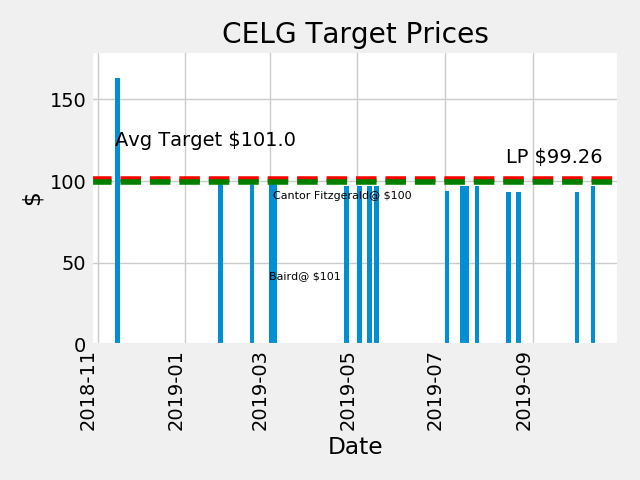 CELG Target Prices
150
Avg Target $101.0
LP $99.26
100
Cantor Fitzgerald@ $100
$
50
Baird@ $101
0
2018-11
2019-01
2019-03
2019-05
2019-07
2019-09
Date